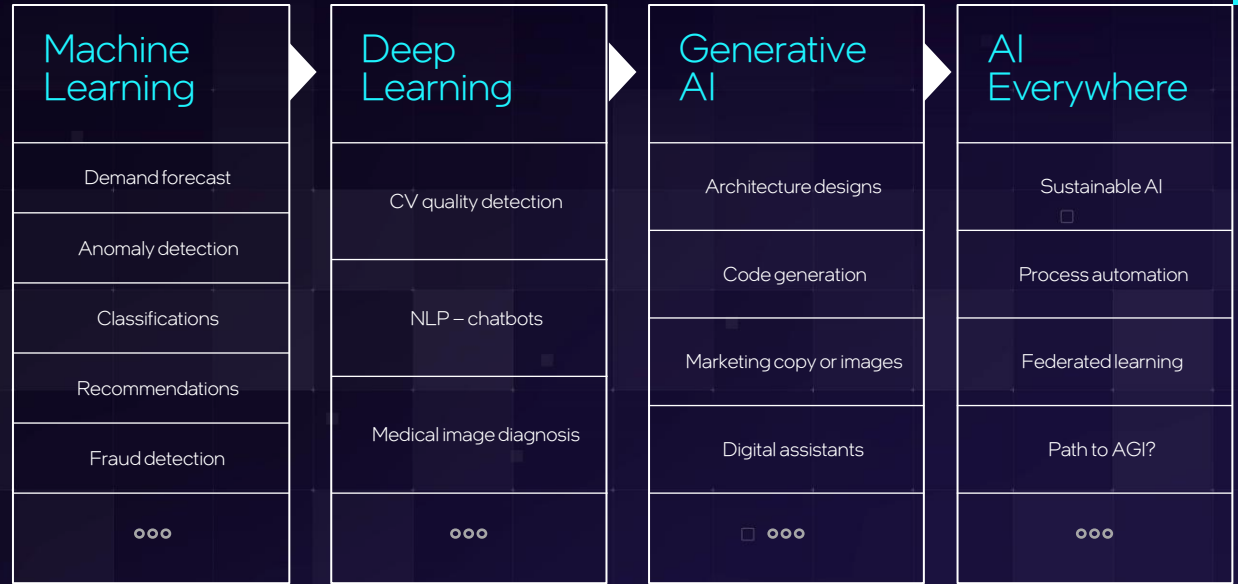 Machine
Learning
Demand forecast
Anomaly detection
Classifications
Recommendations
Fraud detection
Deep
Learning
CV quality detection
NLP – chatbots
Medical image diagnosis
Generative
AI
Architecture designs
Code generation
Marketing copy or images
Digital assistants
AI
Everywhere
Sustainable AI
Process automation
Federated learning
Path to AGI?